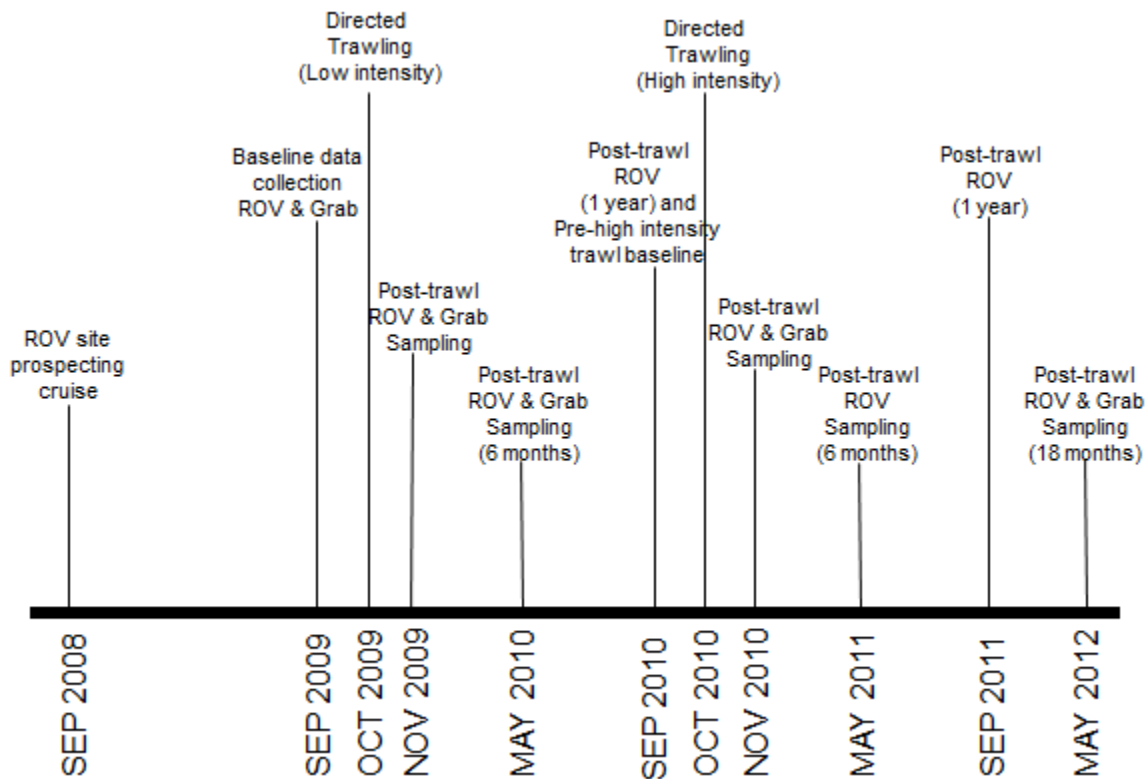 Directed
Trawling
(Low intensity)
Directed
Trawling
(High intensity)
Baseline data
collection
ROV & Grab
Post-trawl
ROV
(1 year) and
Pre-high intensity
trawl baseline
Post-trawl
ROV
(1 year)
ROV site
prospecting
cruise
Post-trawl
ROV & Grab
Sampling
Post-trawl
ROV & Grab
Sampling
(6 months)
Post-trawl
ROV & Grab
Sampling
Post-trawl
ROV
Sampling
(6 months)
Post-trawl
ROV & Grab
Sampling
(18 months)
SEP 2008
SEP 2009
OCT 2009
NOV 2009
MAY 2010
SEP 2010
OCT 2010
NOV 2010
MAY 2011
SEP 2011
MAY 2012